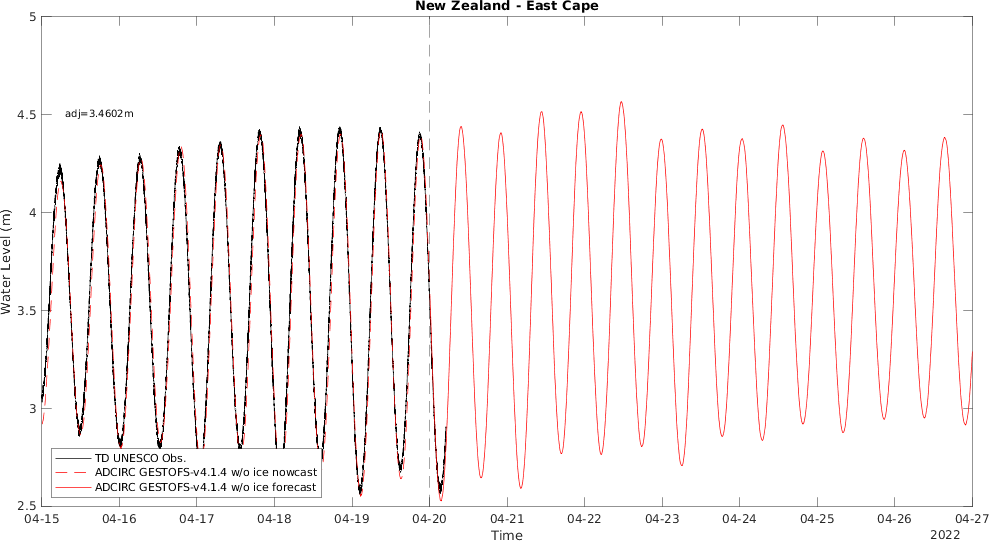 New Zealand - East Cape
5
adj=3.4602m
4.5
4
Water Level (m)
3.5
3
TD UNESCO Obs.
ADCIRC GESTOFS-v4.1.4 w/o ice nowcast
ADCIRC GESTOFS-v4.1.4 w/o ice forecast
2.5
04-15 04-16 04-17 04-18 04-19 04-20 04-21 04-22 04-23 04-24 04-25 04-26 04-27
Time
2022